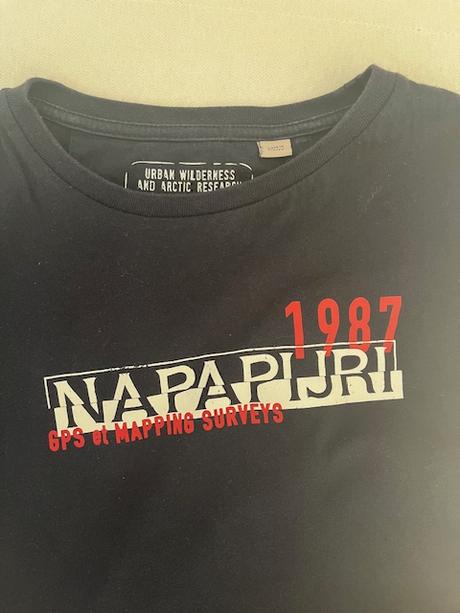 URBAN WILDERNESS
AND ARCTIC RESEARCH
1987
NAPAPIJRI
GPS et MAPPING SURVEYS